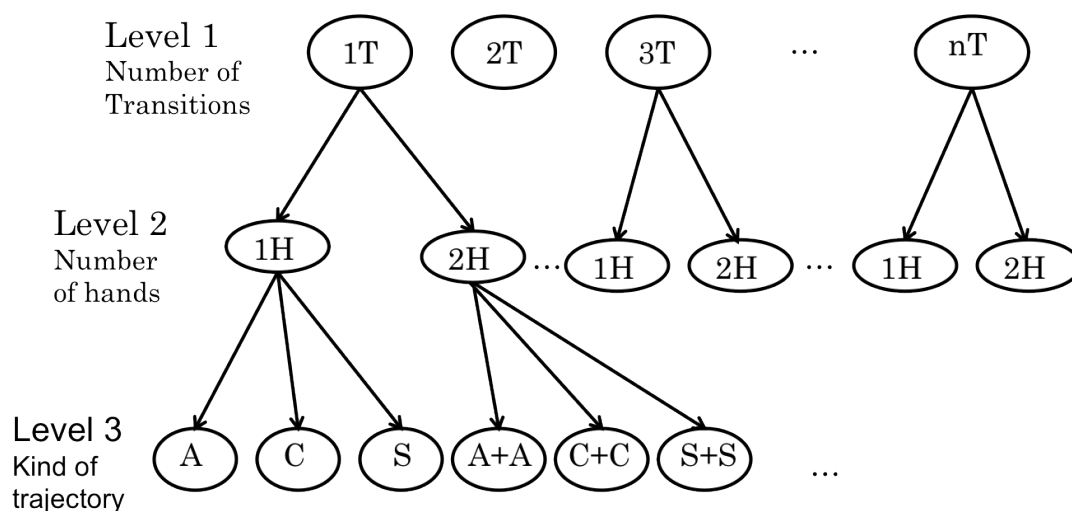 Level 1
Number of
Transitions
1T 2T 3T ... nT
Level 2
Number
of hands
1H 2H ... 1H 2H ... 1H 2H
Level 3
Kind of
trajectory
A C S A+A C+C S+S ...